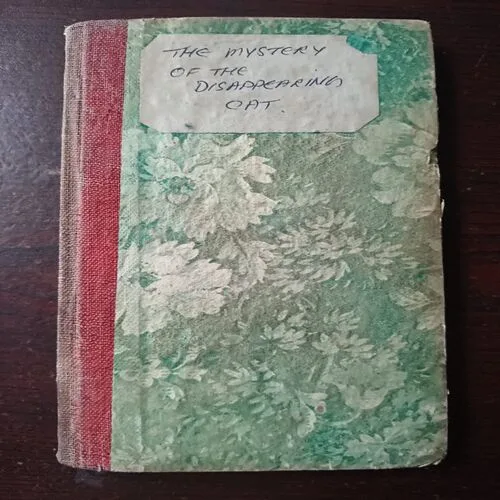 THE MYSTERY
OF THE
DISAPPEARING
CAT.